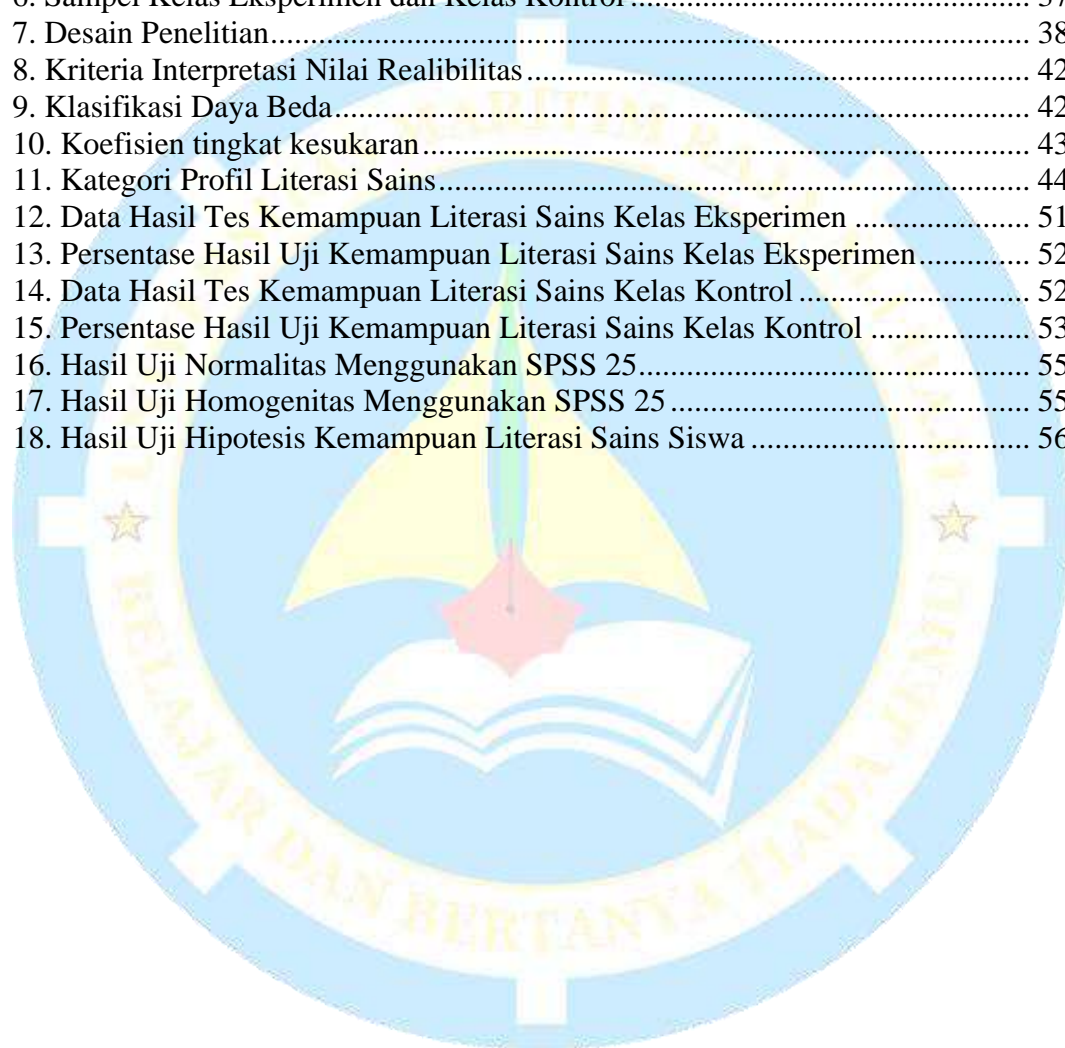 6. Sampel Kelas Eksperimen dan Kelas Kontrol ........................................................ 37
7. Desain Penelitian ........................................................ 38
8. Kriteria Interpretasi Nilai Realibilitas ........................................................ 42
9. Klasifikasi Daya Beda ........................................................ 42
10. Koefisien tingkat kesukaran ........................................................ 43
11. Kategori Profil Literasi Sains ........................................................ 44
12. Data Hasil Tes Kemampuan Literasi Sains Kelas Eksperimen ...................... 51
13. Persentase Hasil Uji Kemampuan Literasi Sains Kelas Eksperimen .............. 52
14. Data Hasil Tes Kemampuan Literasi Sains Kelas Kontrol ............................. 52
15. Persentase Hasil Uji Kemampuan Literasi Sains Kelas Kontrol .................... 53
16. Hasil Uji Normalitas Menggunakan SPSS 25 ................................................ 55
17. Hasil Uji Homogenitas Menggunakan SPSS 25 ............................................ 55
18. Hasil Uji Hipotesis Kemampuan Literasi Sains Siswa ................................... 56
BELAJAR DAN BERTANYA TIADA JEMU